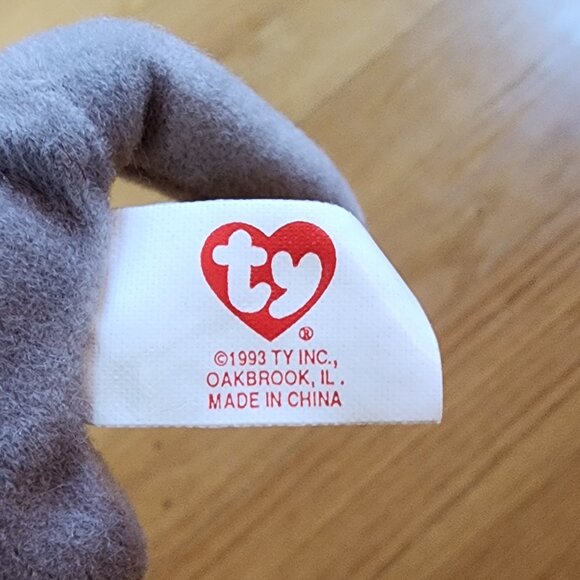 ty
®
©1993 TY INC.,
OAKBROOK, IL .
MADE IN CHINA